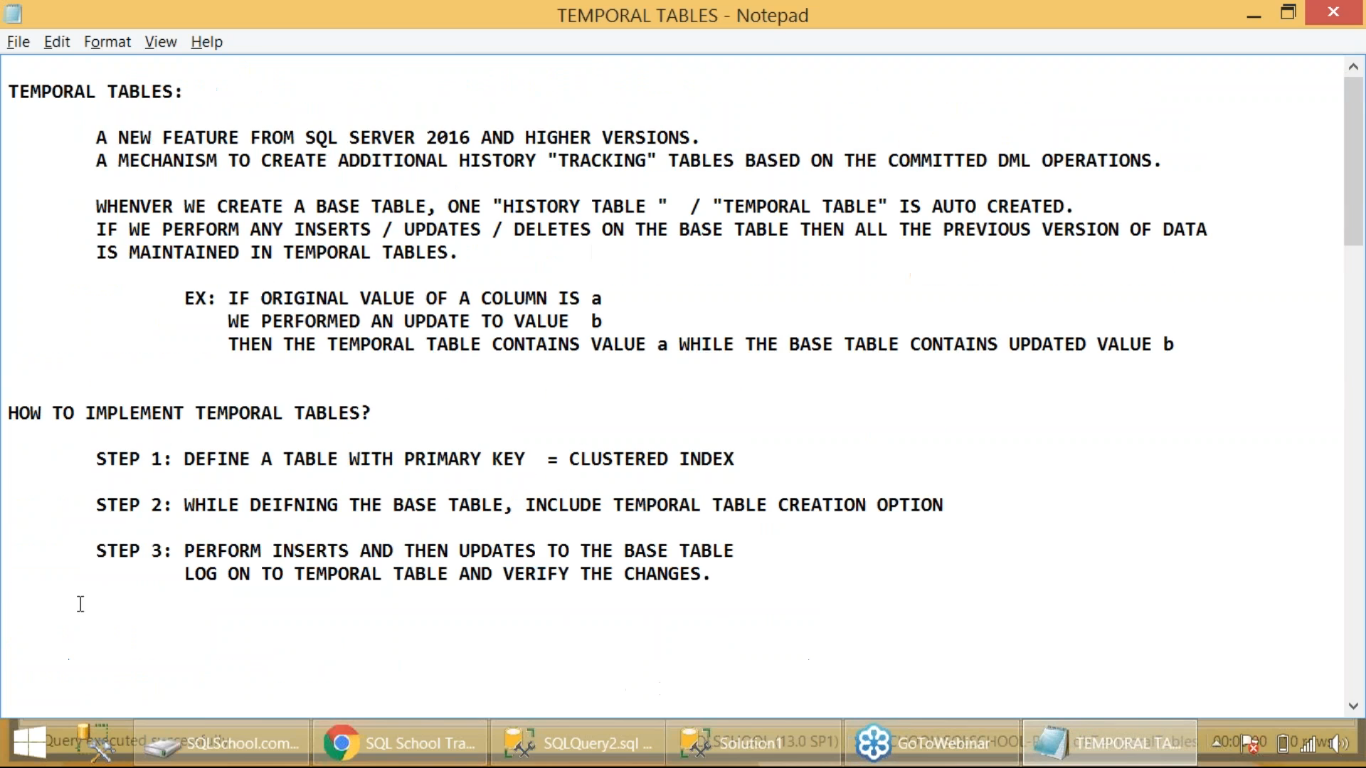 TEMPORAL TABLES - Notepad
File Edit Format View Help
TEMPORAL TABLES:
A NEW FEATURE FROM SQL SERVER 2016 AND HIGHER VERSIONS.
A MECHANISM TO CREATE ADDITIONAL HISTORY "TRACKING" TABLES BASED ON THE COMMITTED DML OPERATIONS.
WHENVER WE CREATE A BASE TABLE, ONE "HISTORY TABLE " / "TEMPORAL TABLE" IS AUTO CREATED.
IF WE PERFORM ANY INSERTS / UPDATES / DELETES ON THE BASE TABLE THEN ALL THE PREVIOUS VERSION OF DATA
IS MAINTAINED IN TEMPORAL TABLES.
EX: IF ORIGINAL VALUE OF A COLUMN IS a
WE PERFORMED AN UPDATE TO VALUE b
THEN THE TEMPORAL TABLE CONTAINS VALUE a WHILE THE BASE TABLE CONTAINS UPDATED VALUE b
HOW TO IMPLEMENT TEMPORAL TABLES?
STEP 1: DEFINE A TABLE WITH PRIMARY KEY = CLUSTERED INDEX
STEP 2: WHILE DEIFNING THE BASE TABLE, INCLUDE TEMPORAL TABLE CREATION OPTION
STEP 3: PERFORM INSERTS AND THEN UPDATES TO THE BASE TABLE
LOG ON TO TEMPORAL TABLE AND VERIFY THE CHANGES.
SQLSchool.com... SQL School Tra... SQLQuery2.sql ... Solution1 (13.0 SP1) GoToWebinar TEMPORAL TA...